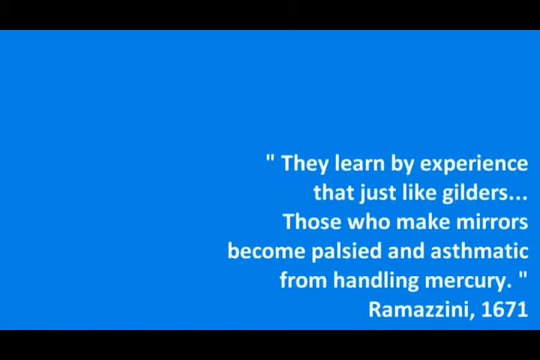 " They learn by experience
that just like gilders...
Those who make mirrors
become palsied and asthmatic
from handling mercury. "
Ramazzini, 1671